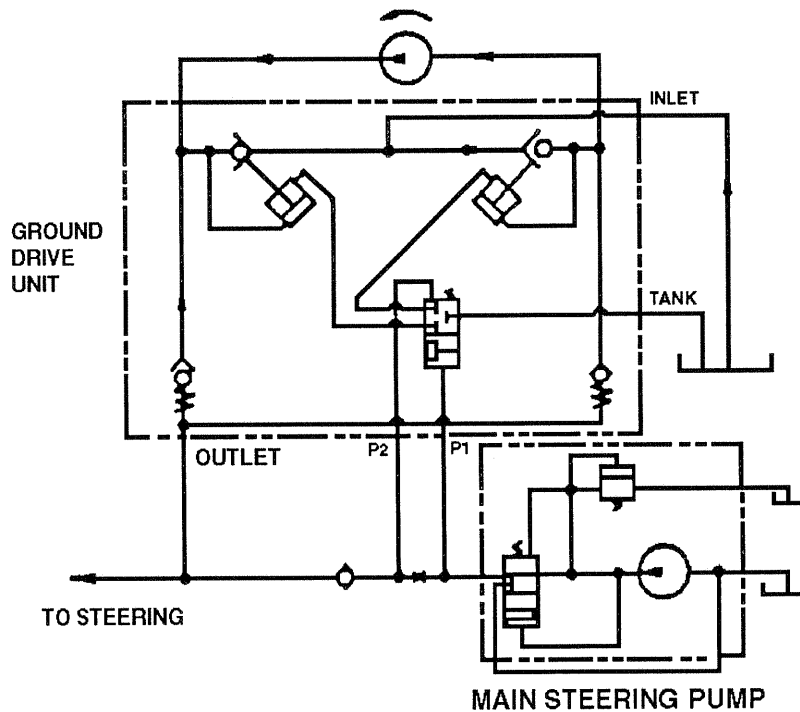 INLET
GROUND
DRIVE
UNIT
TANK
P2
P1
OUTLET
TO STEERING
MAIN STEERING PUMP